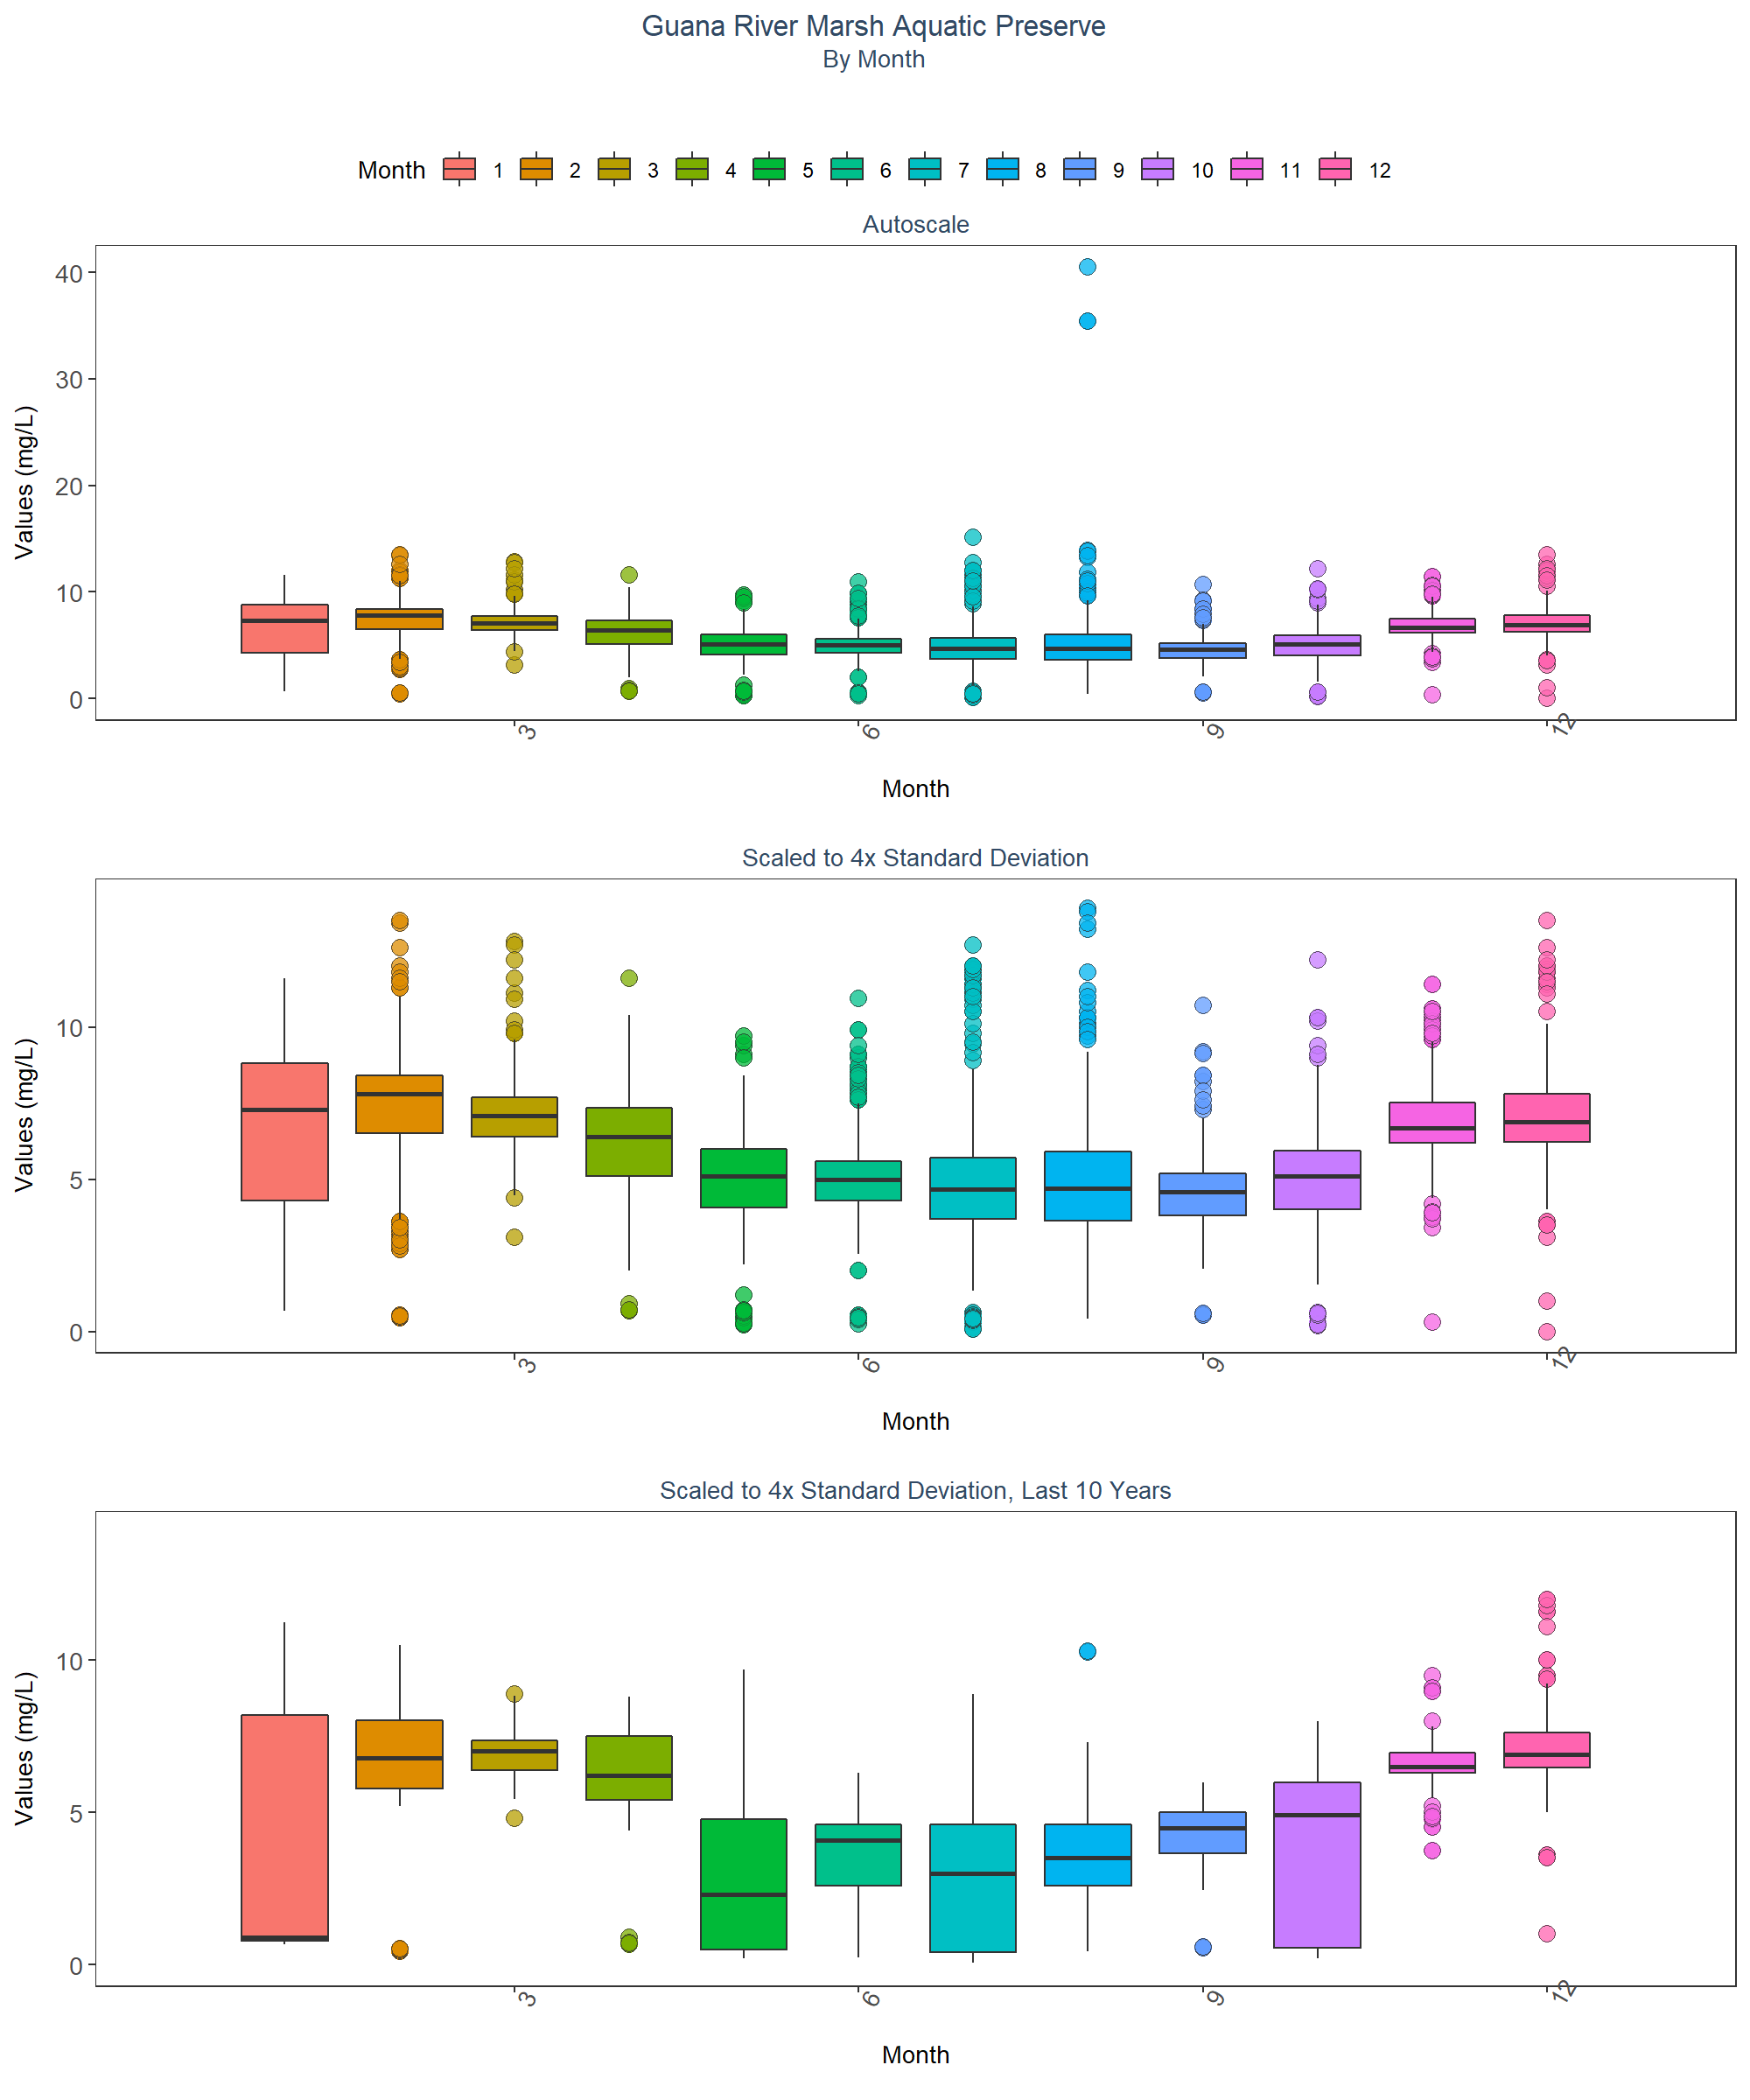 Guana River Marsh Aquatic Preserve
By Month
Month 1 2 3 4 5 6 7 8 9 10 11 12
Autoscale
Values (mg/L)
40
30
20
10
0
3 6 9 12
Month
Scaled to 4x Standard Deviation
Values (mg/L)
10
5
0
3 6 9 12
Month
Scaled to 4x Standard Deviation, Last 10 Years
Values (mg/L)
10
5
0
3 6 9 12
Month